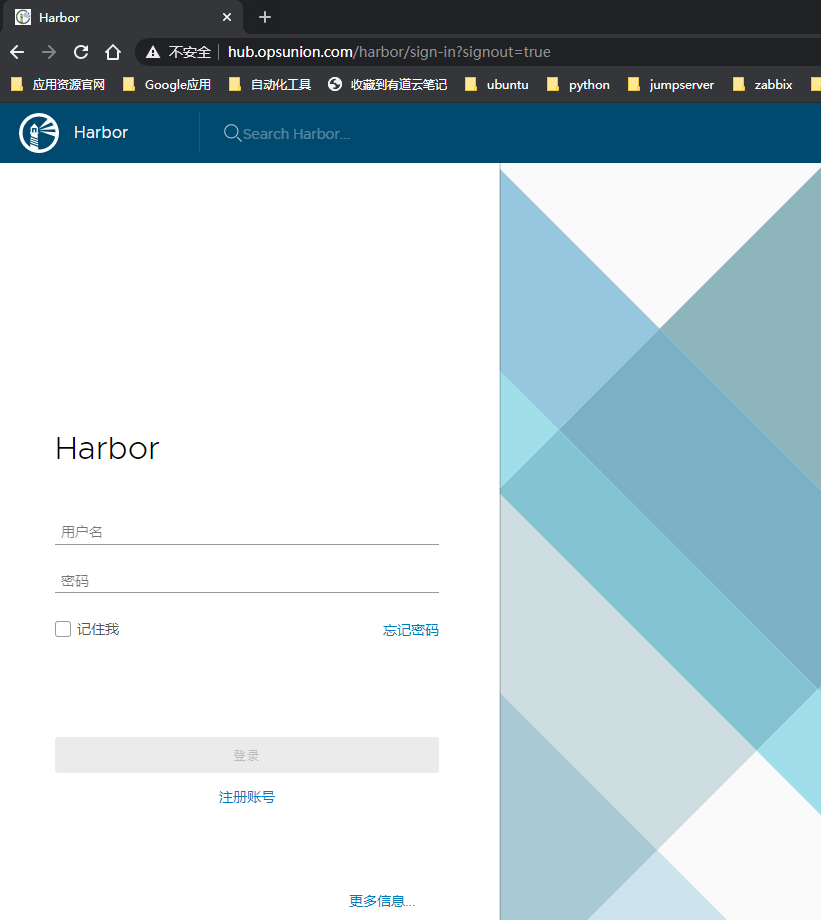 Harbor
不安全 hub.opsunion.com/harbor/sign-in?signout=true
应用资源官网 Google应用 自动化工具 收藏到有道云笔记 ubuntu python jumpserver zabbix
Harbor Search Harbor...
Harbor
用户名
密码
记住我 忘记密码
登录
注册账号
更多信息...